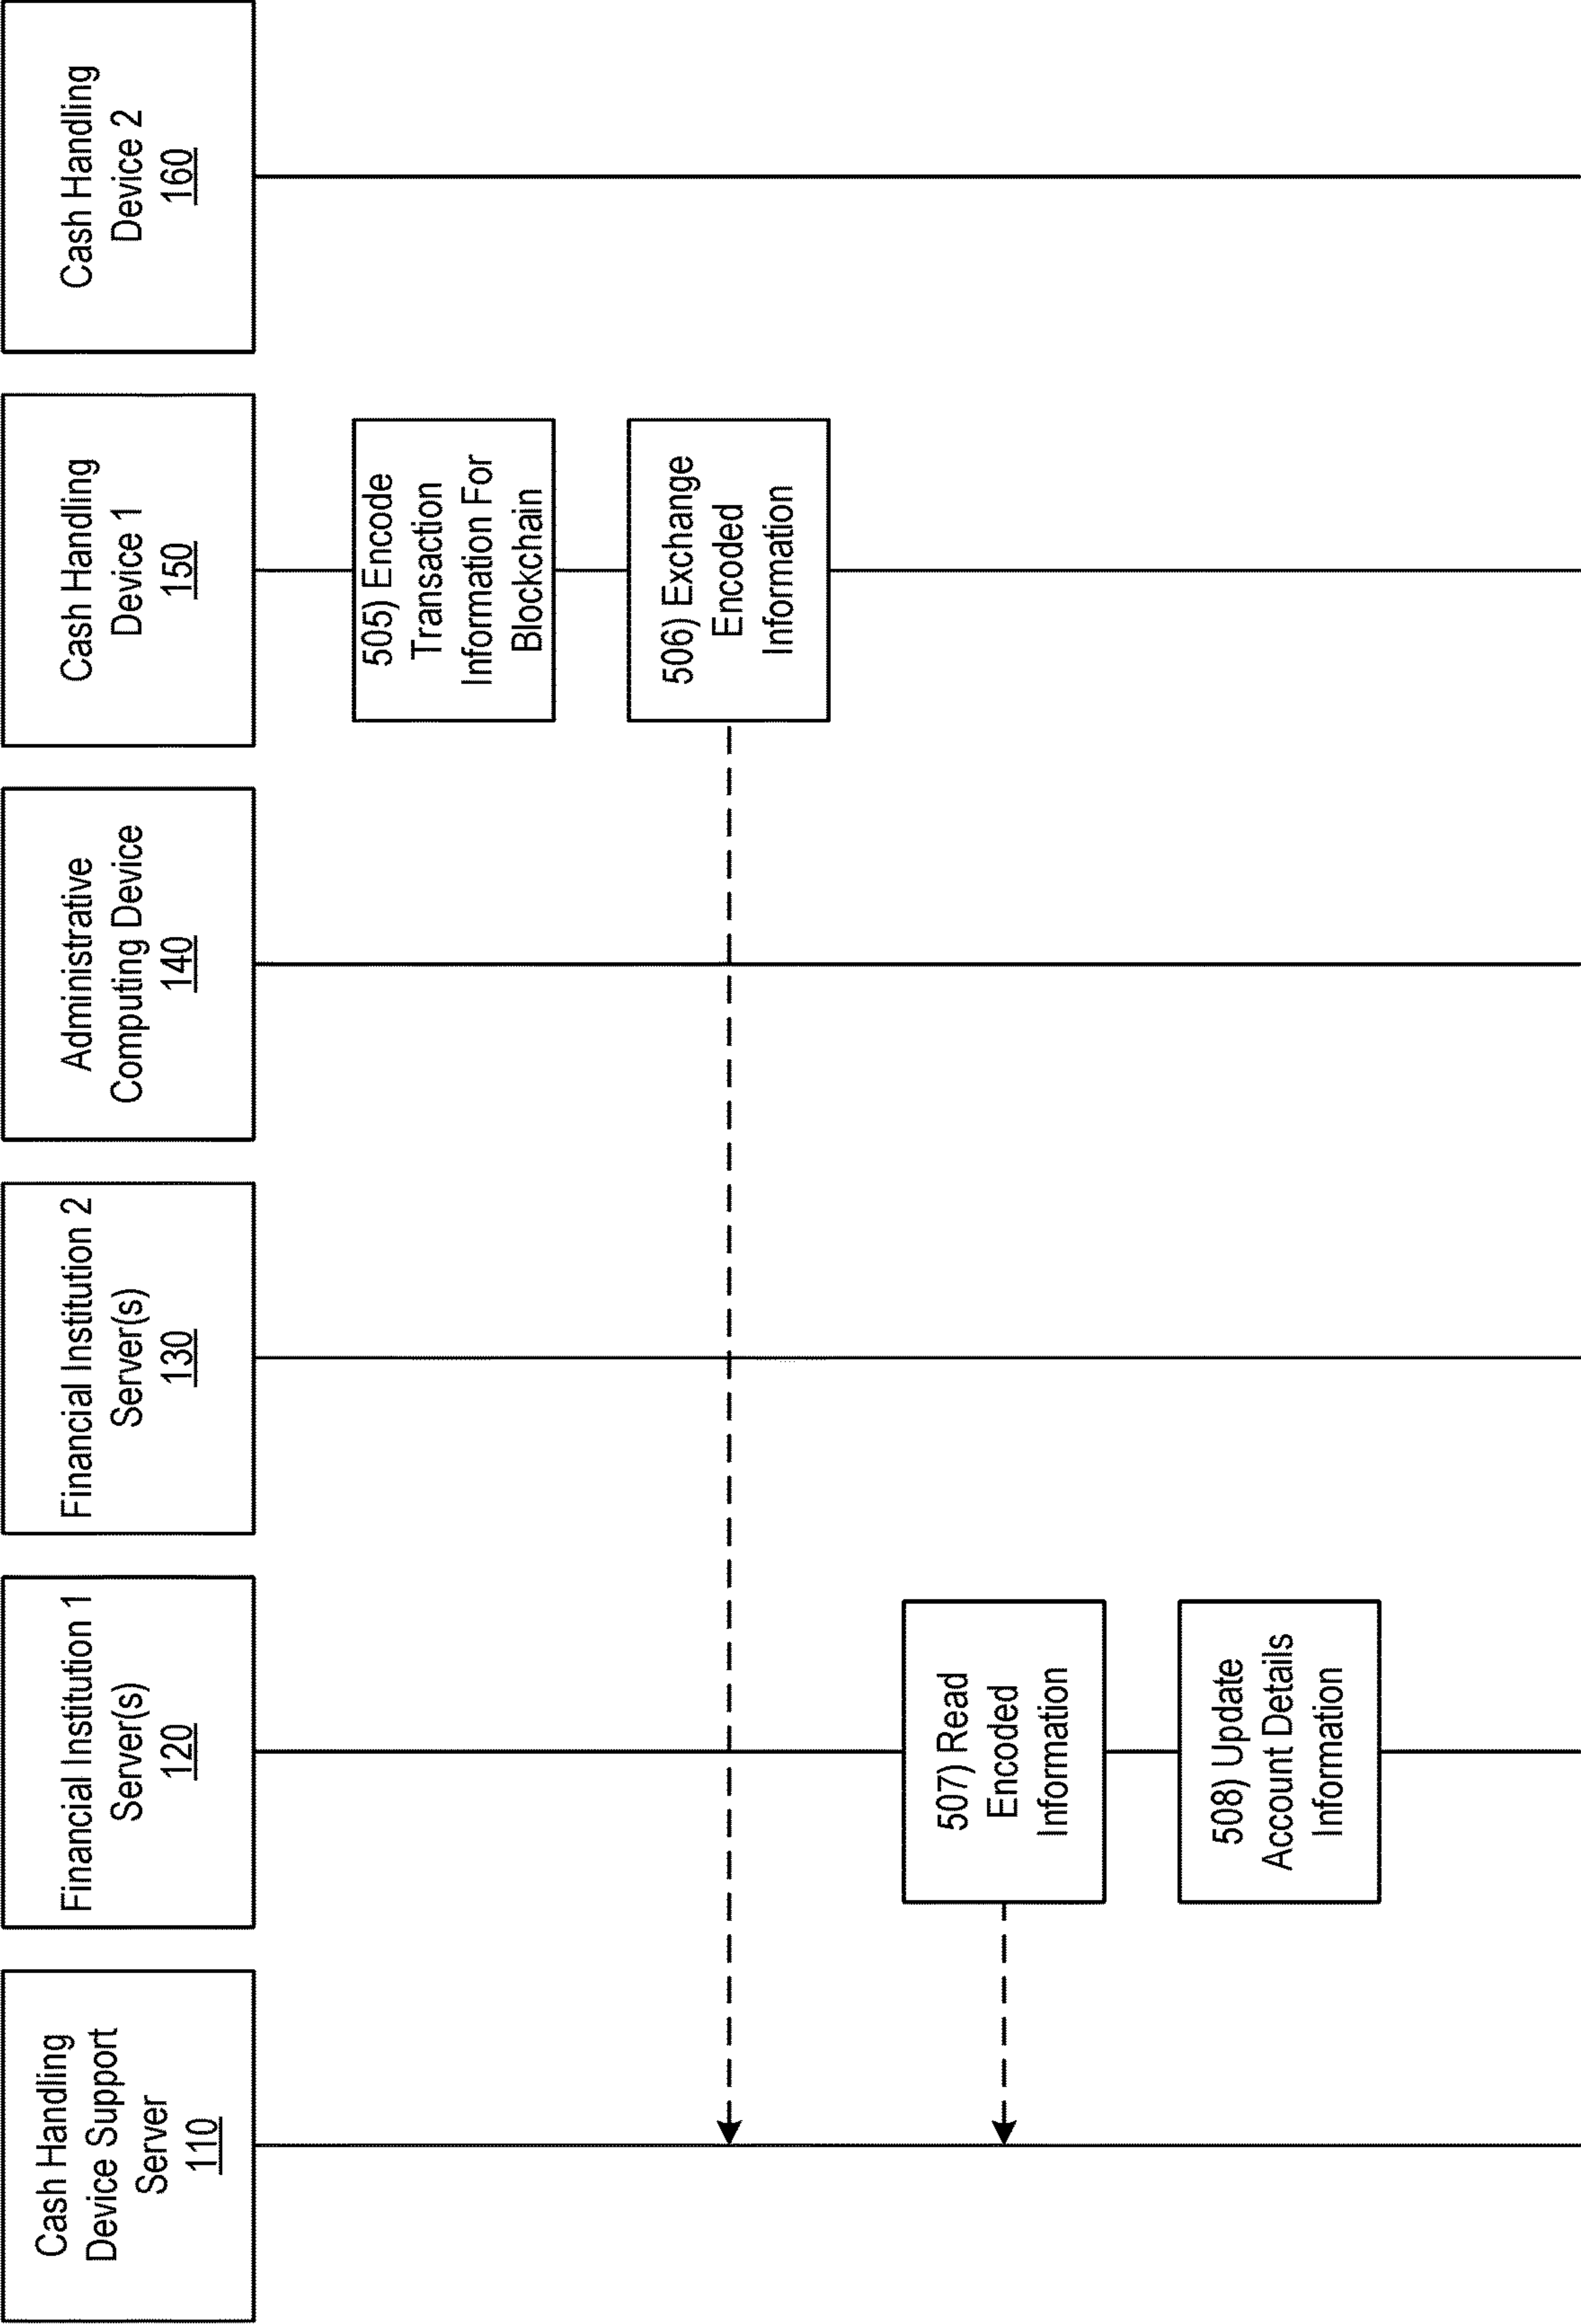 Cash Handling
Device Support
Server
110
Financial Institution 1
Server(s)
120
Financial Institution 2
Server(s)
130
Administrative
Computing Device
140
Cash Handling
Device 1
150
Cash Handling
Device 2
160
505) Encode
Transaction
Information For
Blockchain
506) Exchange
Encoded
Information
507) Read
Encoded
Information
508) Update
Account Details
Information